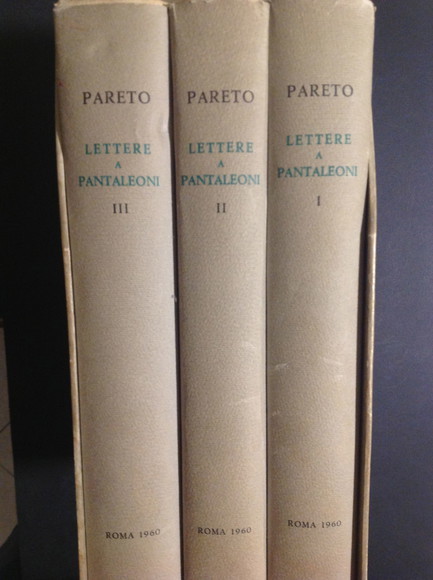 PARETO
LETTERE
A
PANTALEONI
III
ROMA 1960
PARETO
LETTERE
A
PANTALEONI
II
ROMA 1960
PARETO
LETTERE
A
PANTALEONI
I
ROMA 1960